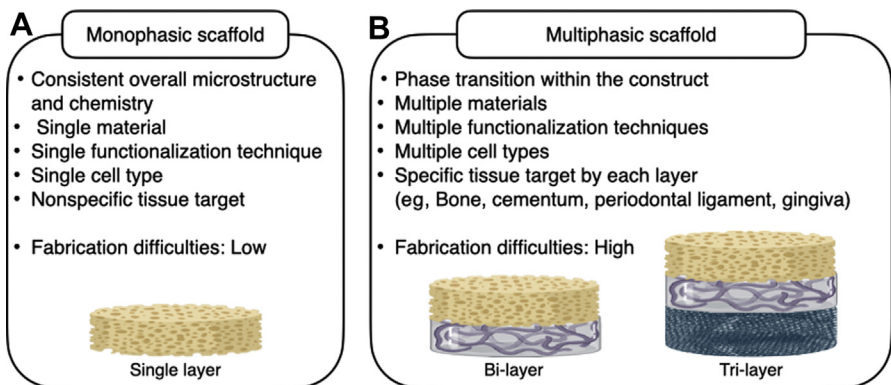 A
Monophasic scaffold
• Consistent overall microstructure
and chemistry
• Single material
• Single functionalization technique
• Single cell type
• Nonspecific tissue target
• Fabrication difficulties: Low
Single layer
B
Multiphasic scaffold
• Phase transition within the construct
• Multiple materials
• Multiple functionalization techniques
• Multiple cell types
• Specific tissue target by each layer
(eg, Bone, cementum, periodontal ligament, gingiva)
• Fabrication difficulties: High
Bi-layer
Tri-layer